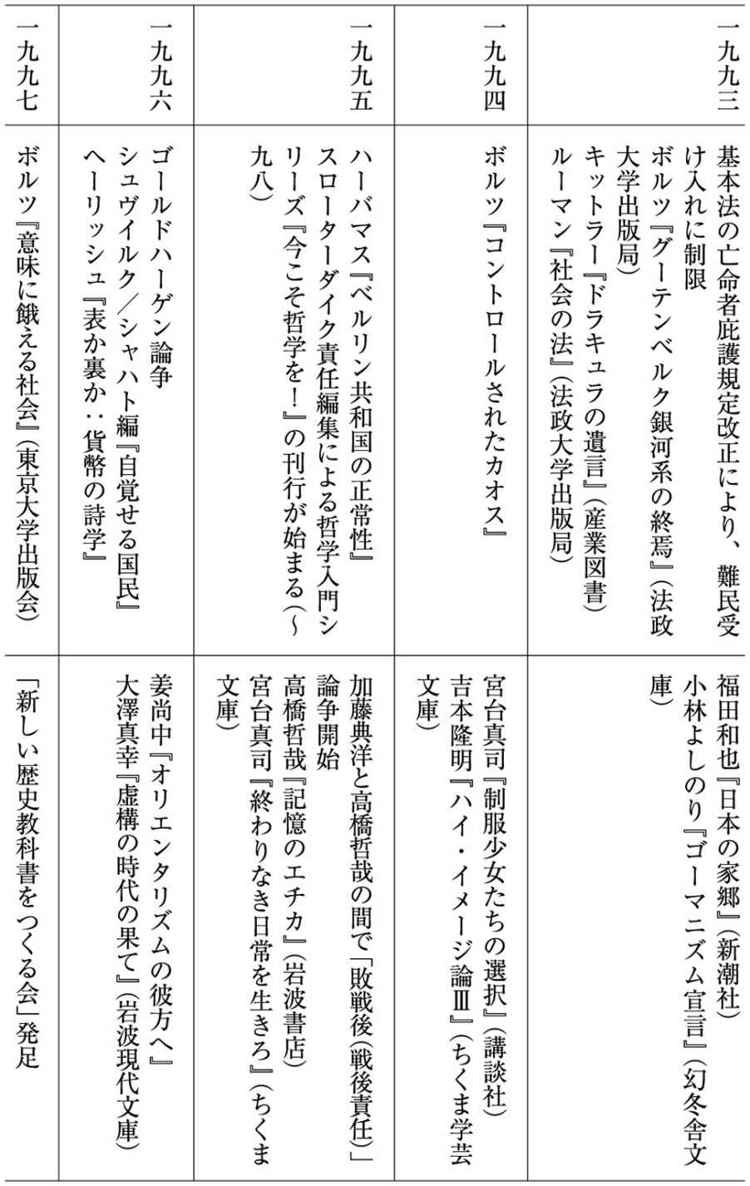 一九九三
基本法の亡命者庇護規定改正により、難民受
け入れに制限
ボルツ『グーテンベルク銀河系の終焉』（法政
大学出版局）
キットラー『ドラキュラの遺言』（産業図書）
ルーマン『社会の法』（法政大学出版局）
福田和也『日本の家郷』（新潮社）
小林よしのり『ゴーマニズム宣言』（幻冬舎文
庫）
一九九四
ボルツ『コントロールされたカオス』
宮台真司『制服少女たちの選択』（講談社）
吉本隆明『ハイ・イメージ論Ⅲ』（ちくま学芸
文庫）
一九九五
ハーバマス『ベルリン共和国の正常性』
スローターダイク責任編集による哲学入門シ
リーズ『今こそ哲学を！』の刊行が始まる（〜
九八）
加藤典洋と高橋哲哉の間で「敗戦後（戦後責任）」
論争開始
高橋哲哉『記憶のエチカ』（岩波書店）
宮台真司『終わりなき日常を生きろ』（ちくま
文庫）
一九九六
ゴールドハーゲン論争
シュヴイルク／シャハト編『自覚せる国民』
ヘーリッシュ『表か裏か：貨幣の詩学』
姜尚中『オリエンタリズムの彼方へ』
大澤真幸『虚構の時代の果て』（岩波現代文庫）
一九九七
ボルツ『意味に餓える社会』（東京大学出版会）
「新しい歴史教科書をつくる会」発足